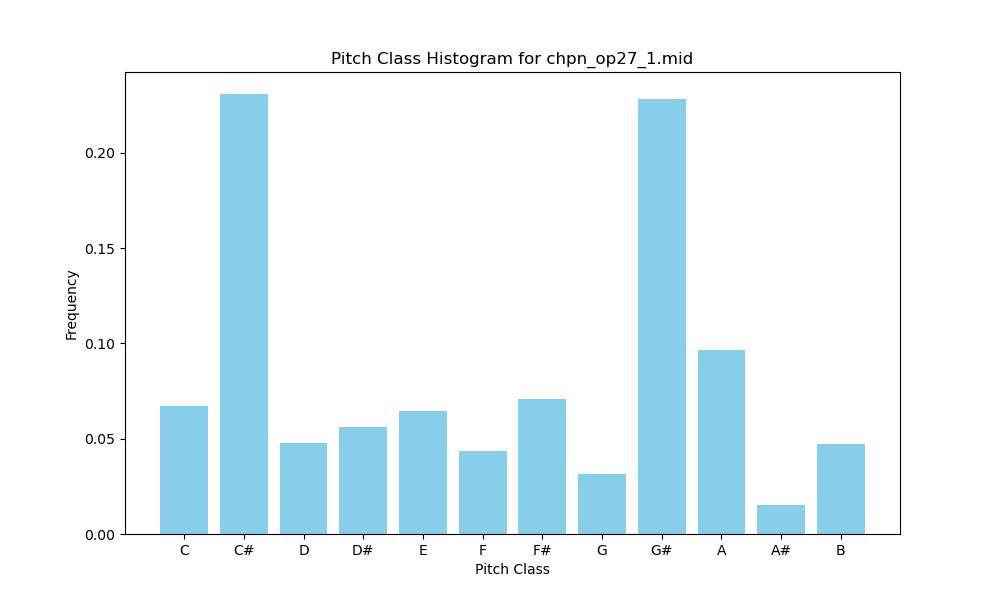 Pitch Class Histogram for chpn_op27_1.mid
Frequency
0.20
0.15
0.10
0.05
0.00
C C# D D# E F F# G G# A A# B
Pitch Class